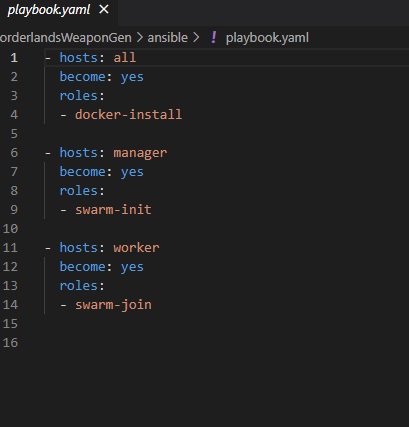 playbook.yaml
orderlandsWeaponGen > ansible > ! playbook.yaml
1 - hosts: all
2 become: yes
3 roles:
4 - docker-install
5
6 - hosts: manager
7 become: yes
8 roles:
9 - swarm-init
10
11 - hosts: worker
12 become: yes
13 roles:
14 - swarm-join
15
16